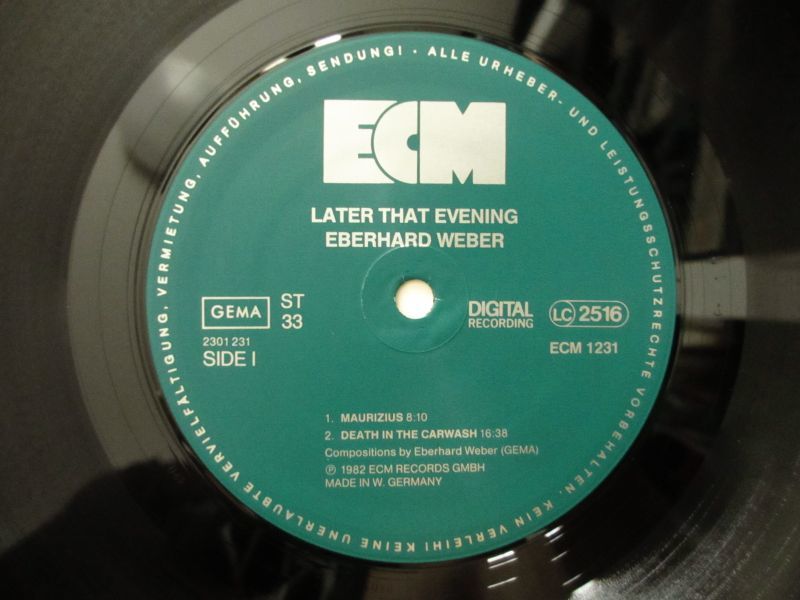 ECM
LATER THAT EVENING
EBERHARD WEBER
GEMA
ST
33
2301 231
SIDE I
DIGITAL
RECORDING
LC 2516
ECM 1231
1. MAURIZIUS 8:10
2. DEATH IN THE CARWASH 16:38
Compositions by Eberhard Weber (GEMA)
℗ 1982 ECM RECORDS GMBH
MADE IN W. GERMANY
ALLE URHEBER- UND LEISTUNGSSCHUTZRECHTE VORBEHALTEN. KEIN VERLEIH! KEINE UNERLAUBTE VERVIELFÄLTIGUNG, VERMIETUNG, AUFFÜHRUNG, SENDUNG! ·